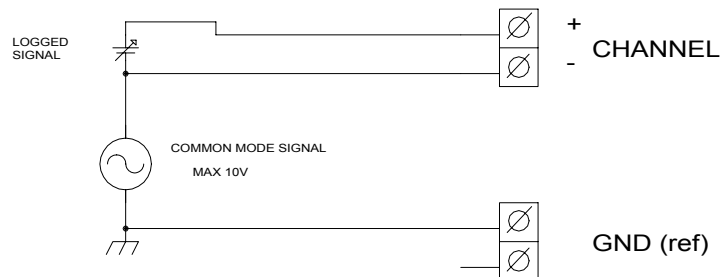 LOGGED
SIGNAL
+
CHANNEL
-
COMMON MODE SIGNAL
MAX 10V
GND (ref)